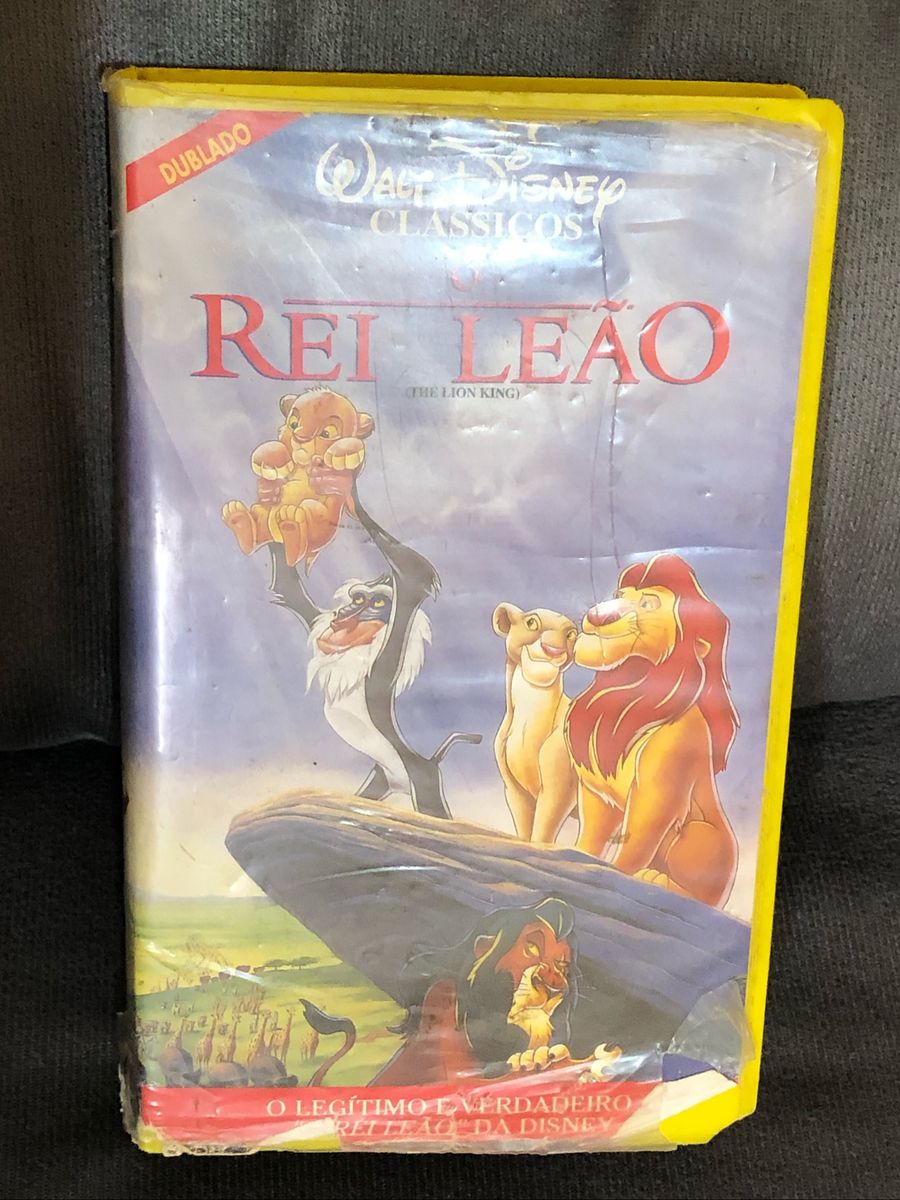 DUBLADO
WALT DISNEY
CLÁSSICOS
O
REI LEÃO
(THE LION KING)
O LEGÍTIMO E VERDADEIRO
"O REI LEÃO" DA DISNEY